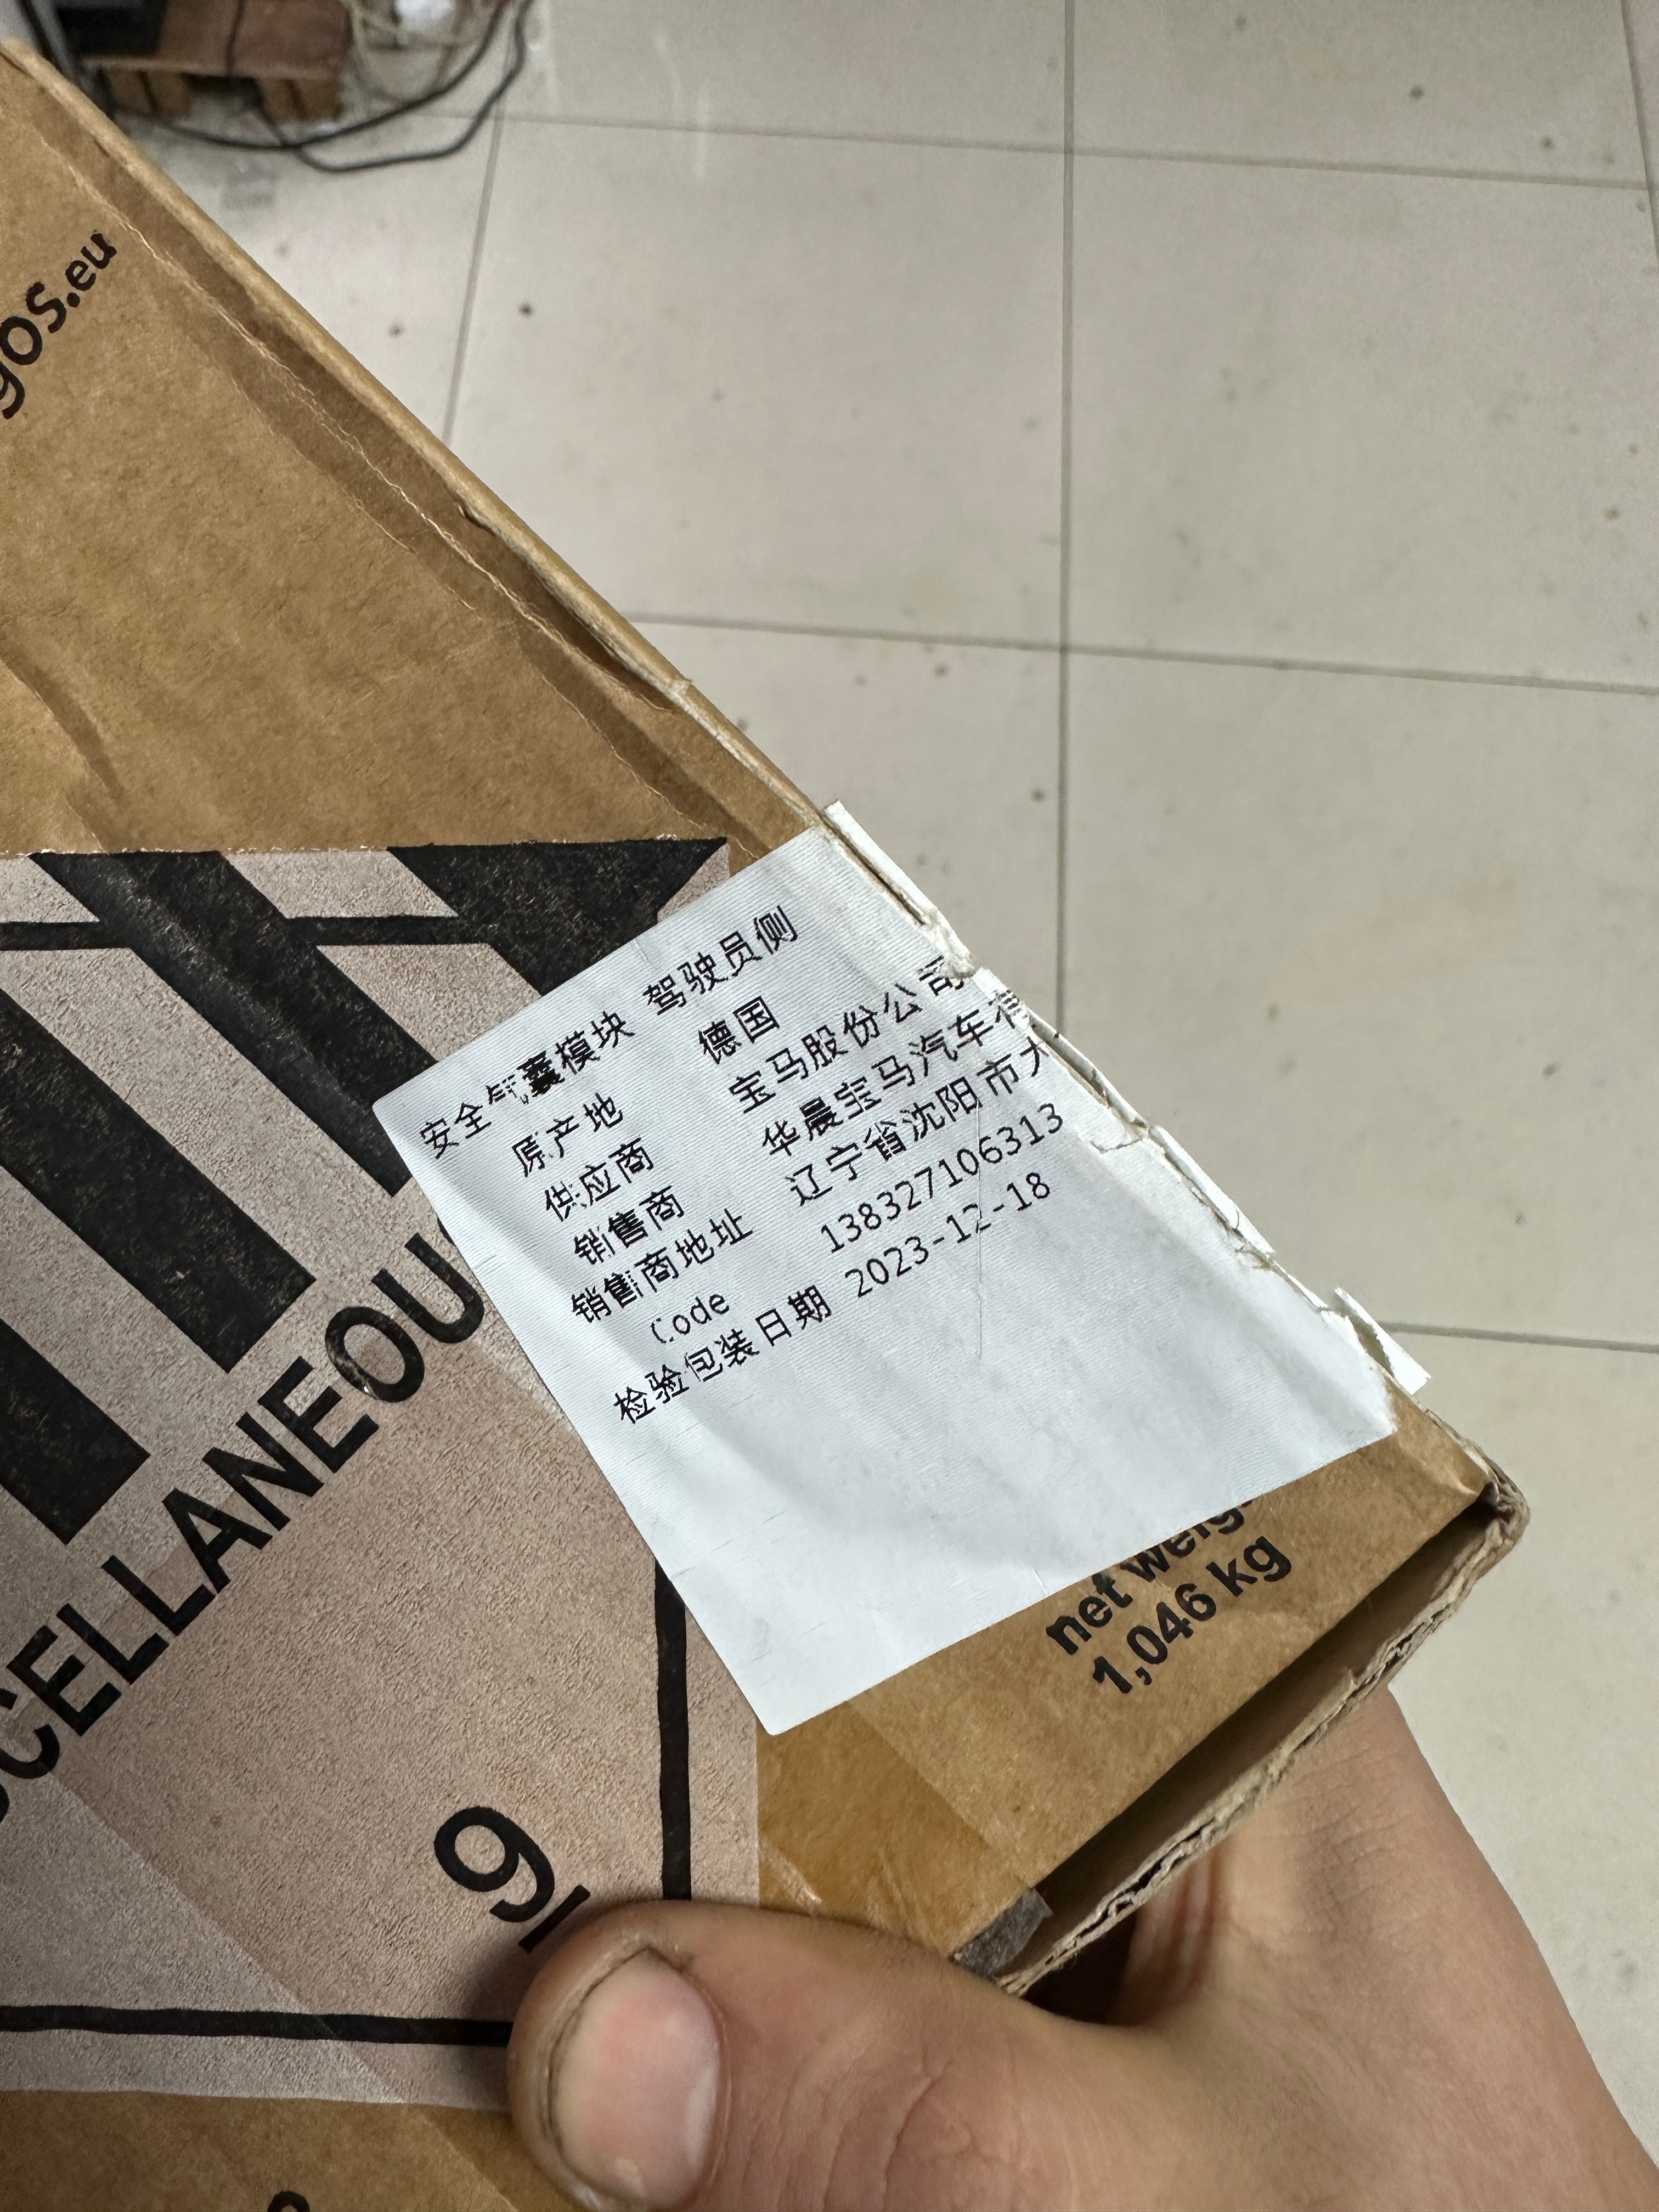 gos.eu
安全气囊模块 驾驶员侧
原产地 德国
供应商 宝马股份公司
销售商 华晨宝马汽车有
销售商地址 辽宁省沈阳市大
Code 138327106313
检验包装日期 2023-12-18
CELLANEOU
9
net weig
1,046 kg